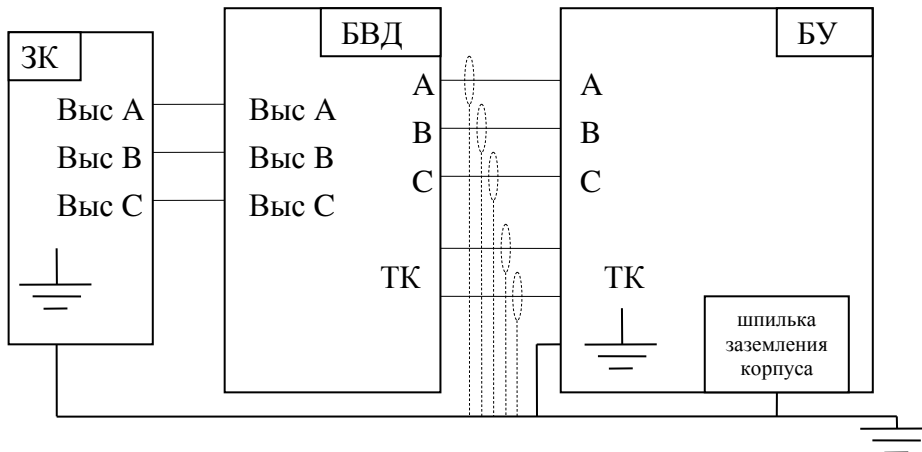 ЗК
Выс А
Выс В
Выс С
БВД
Выс А
Выс В
Выс С
А
В
С
ТК
БУ
А
В
С
ТК
шпилька
заземления
корпуса